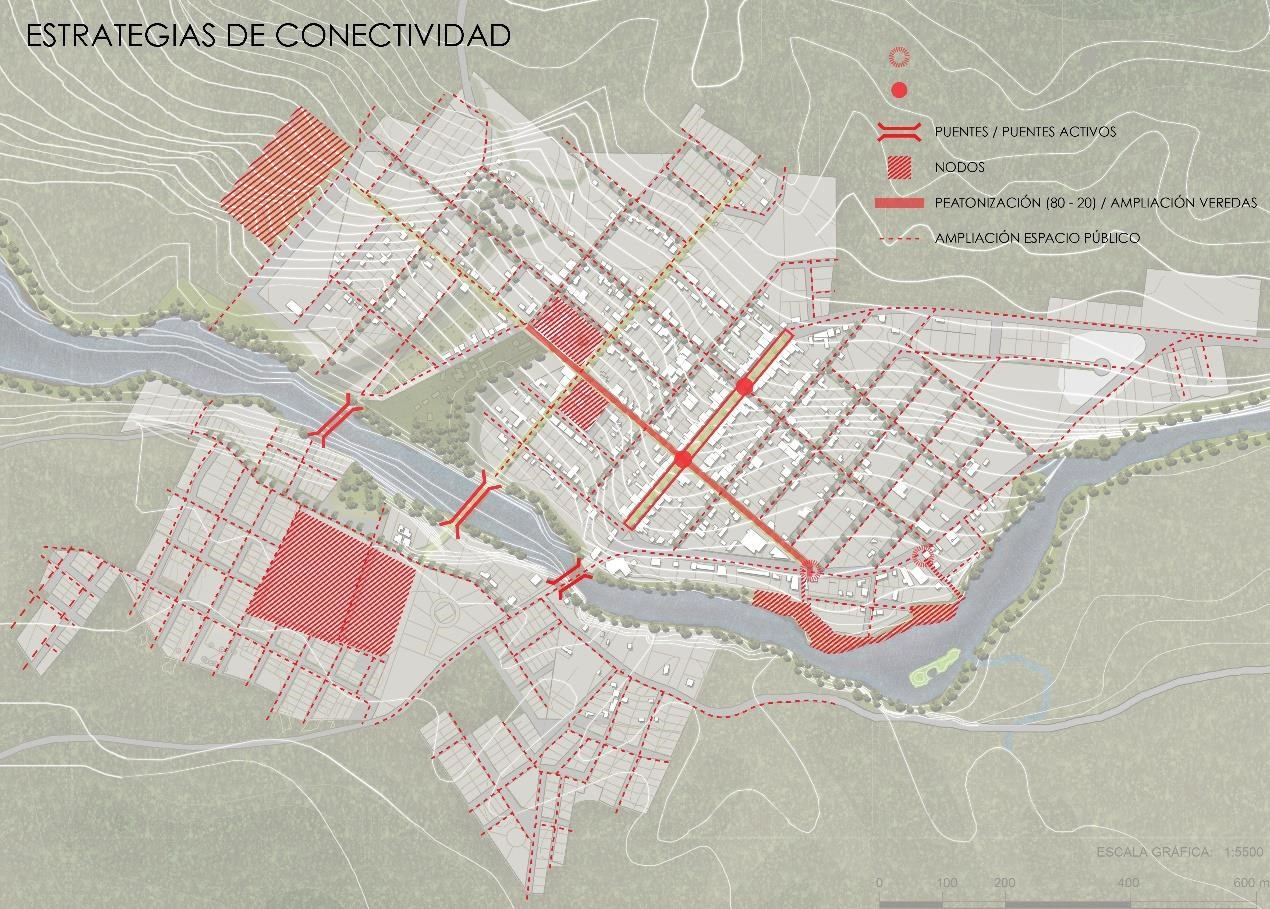 ESTRATEGIAS DE CONECTIVIDAD
PUENTES / PUENTES ACTIVOS
NODOS
PEATONIZACIÓN (80 - 20) / AMPLIACIÓN VEREDAS
AMPLIACIÓN ESPACIO PÚBLICO
ESCALA GRÁFICA: 1:5500
0 100 200 400 600 m